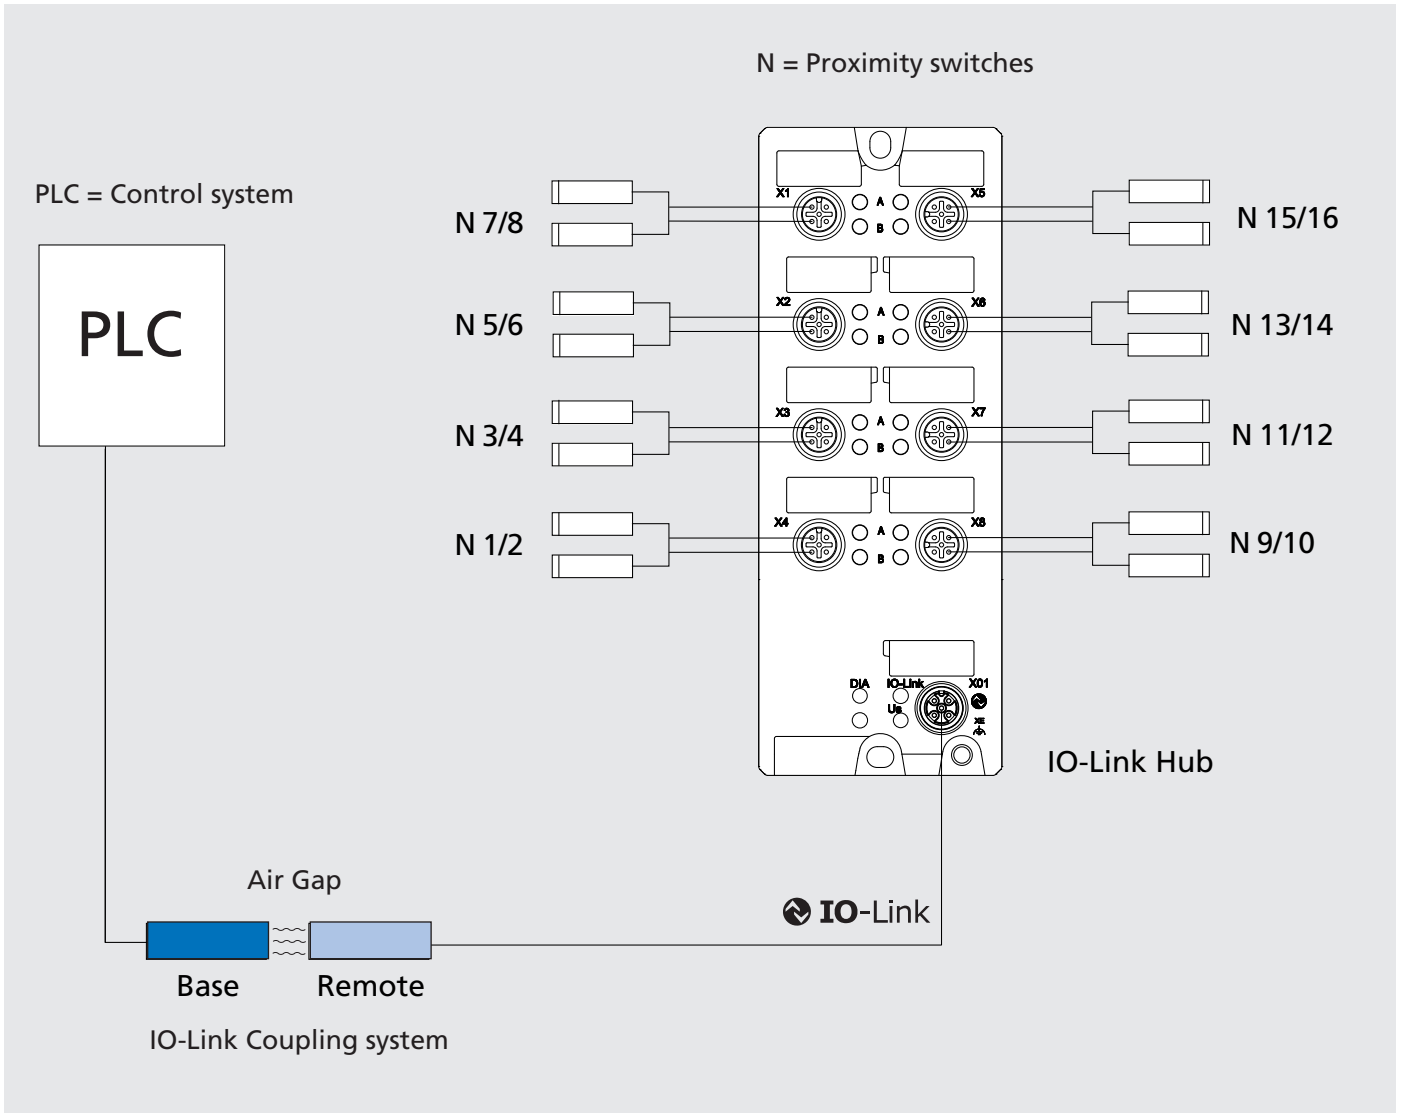 N = Proximity switches
PLC = Control system
PLC
N 7/8
N 5/6
N 3/4
N 1/2
X1
A
B
X5
X2
A
B
X6
X3
A
B
X7
X4
A
B
X8
N 15/16
N 13/14
N 11/12
N 9/10
DIA
IO-Link
X01
Us
XE
IO-Link Hub
Air Gap
IO-Link
Base
Remote
IO-Link Coupling system